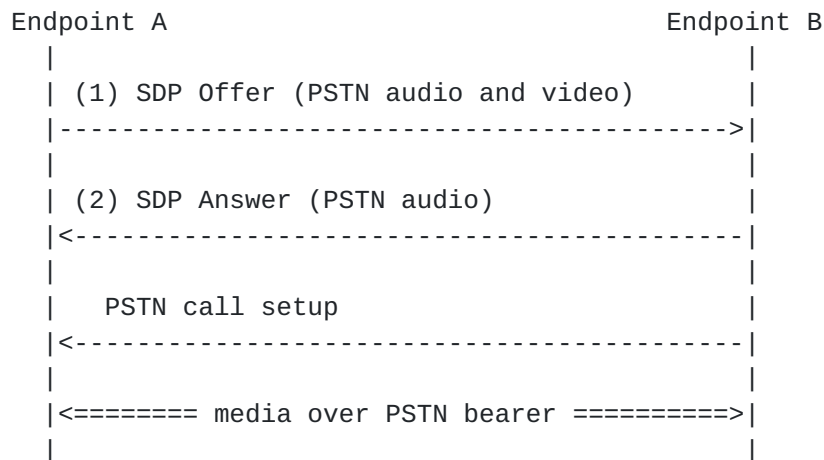 Endpoint A Endpoint B
(1) SDP Offer (PSTN audio and video)
(2) SDP Answer (PSTN audio)
PSTN call setup
media over PSTN bearer